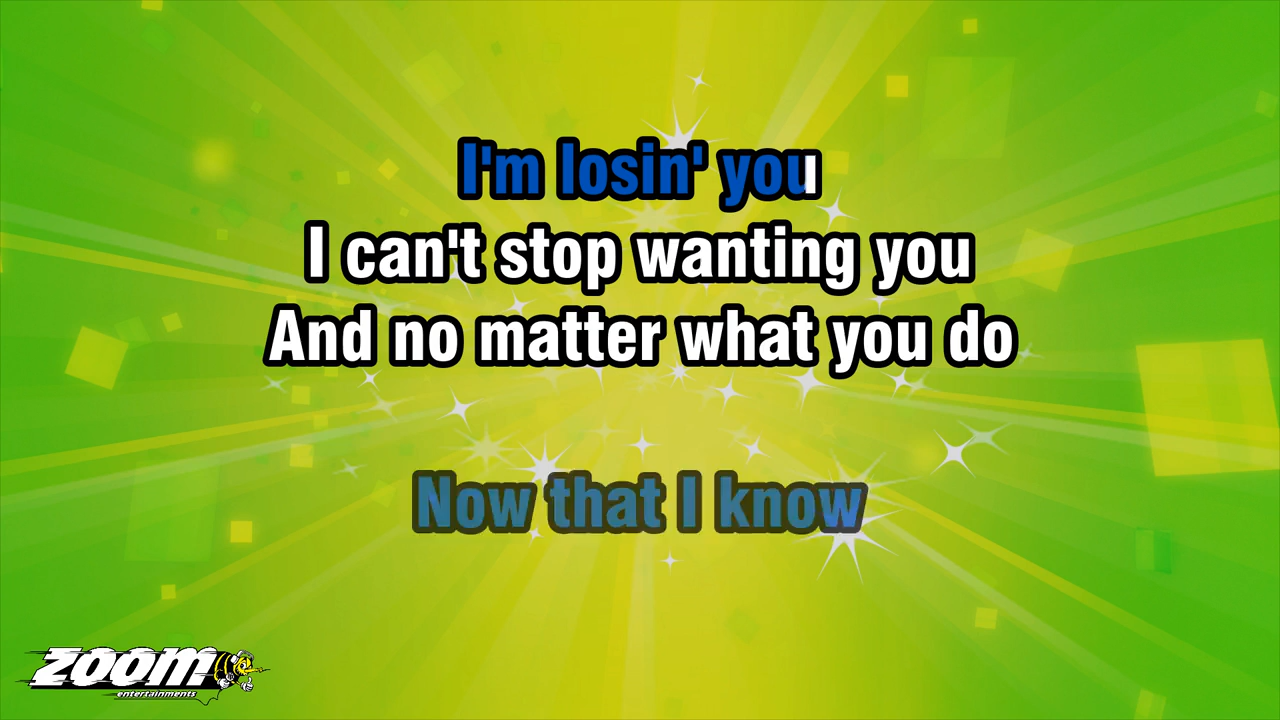 I'm losin' you
I can't stop wanting you
And no matter what you do
Now that I know
ZOOM
entertainments